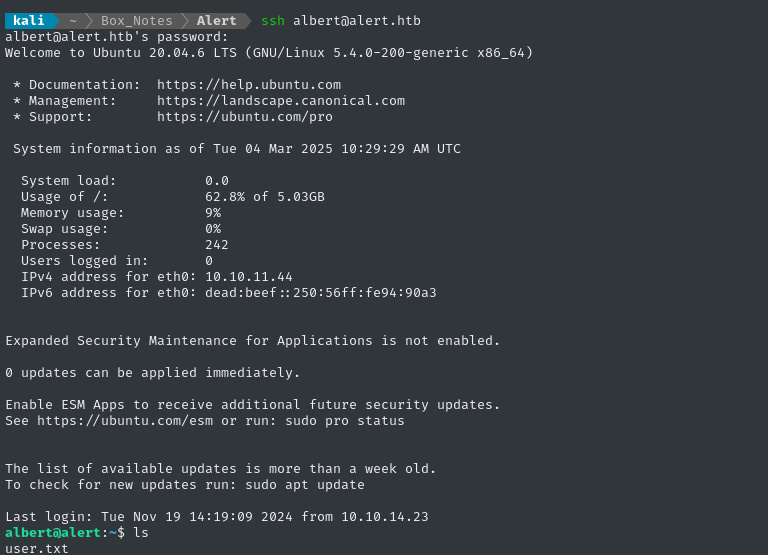 kali ~ Box_Notes Alert ssh albert@alert.htb
albert@alert.htb's password:
Welcome to Ubuntu 20.04.6 LTS (GNU/Linux 5.4.0-200-generic x86_64)
* Documentation: https://help.ubuntu.com
* Management: https://landscape.canonical.com
* Support: https://ubuntu.com/pro
System information as of Tue 04 Mar 2025 10:29:29 AM UTC
System load: 0.0
Usage of /: 62.8% of 5.03GB
Memory usage: 9%
Swap usage: 0%
Processes: 242
Users logged in: 0
IPv4 address for eth0: 10.10.11.44
IPv6 address for eth0: dead:beef::250:56ff:fe94:90a3
Expanded Security Maintenance for Applications is not enabled.
0 updates can be applied immediately.
Enable ESM Apps to receive additional future security updates.
See https://ubuntu.com/esm or run: sudo pro status
The list of available updates is more than a week old.
To check for new updates run: sudo apt update
Last login: Tue Nov 19 14:19:09 2024 from 10.10.14.23
albert@alert:~$ ls
user.txt